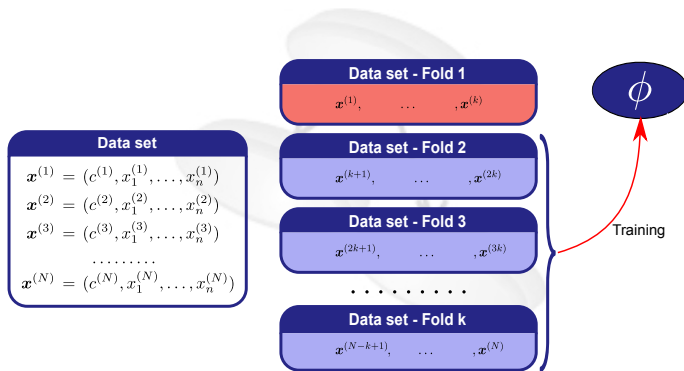 Data set
𝒙^{(1)} = (c^{(1)}, x_1^{(1)}, . . . , x_n^{(1)})
𝒙^{(2)} = (c^{(2)}, x_1^{(2)}, . . . , x_n^{(2)})
𝒙^{(3)} = (c^{(3)}, x_1^{(3)}, . . . , x_n^{(3)})
. . . . . . . . .
𝒙^{(N)} = (c^{(N)}, x_1^{(N)}, . . . , x_n^{(N)})
Data set - Fold 1
𝒙^{(1)}, . . . , 𝒙^{(k)}
Data set - Fold 2
𝒙^{(k+1)}, . . . , 𝒙^{(2k)}
Data set - Fold 3
𝒙^{(2k+1)}, . . . , 𝒙^{(3k)}
. . . . . . . . .
Data set - Fold k
𝒙^{(N−k+1)}, . . . , 𝒙^{(N)}
ϕ
Training